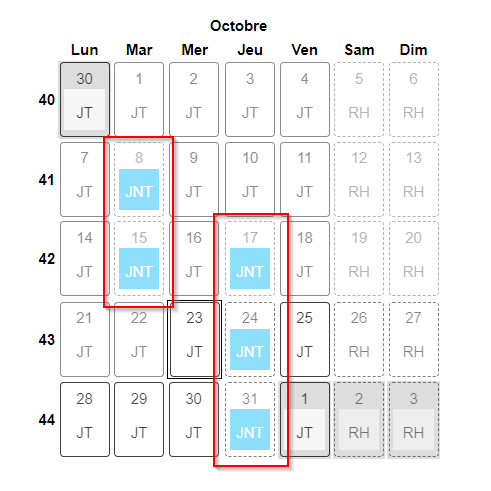 Octobre
Lun Mar Mer Jeu Ven Sam Dim
40 30 1 2 3 4 5 6
JT JT JT JT JT RH RH
41 7 8 9 10 11 12 13
JT JNT JT JT JT RH RH
42 14 15 16 17 18 19 20
JT JNT JT JNT JT RH RH
43 21 22 23 24 25 26 27
JT JT JT JNT JT RH RH
44 28 29 30 31 1 2 3
JT JT JT JNT JT RH RH